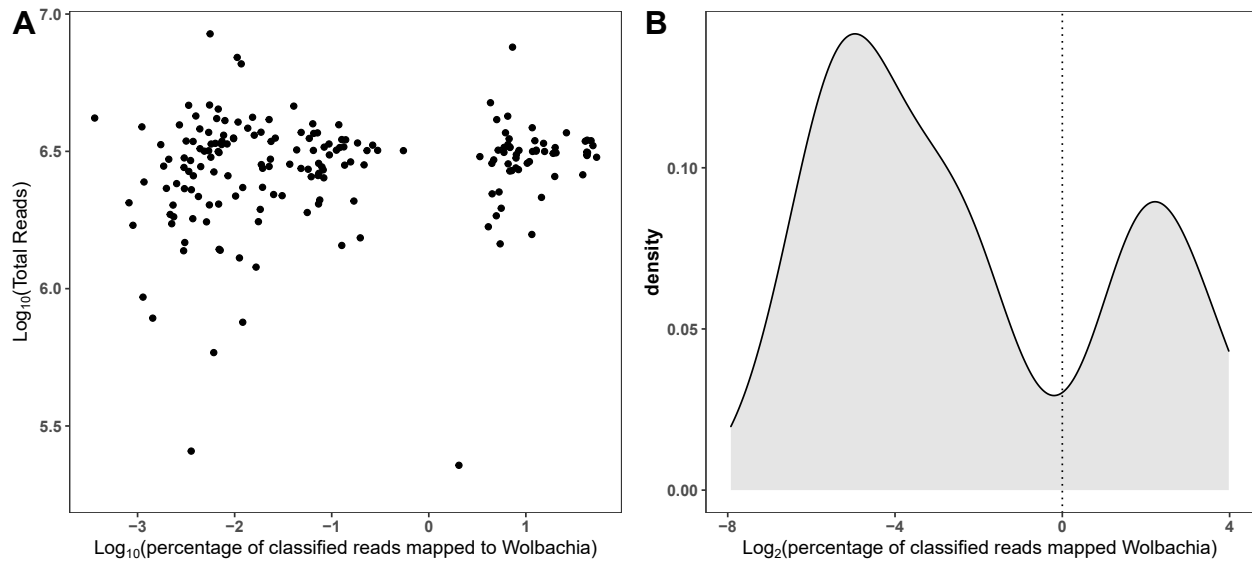 A
7.0
6.5
6.0
5.5
Log₁₀(Total Reads)
−3
−2
−1
0
1
Log₁₀(percentage of classified reads mapped to Wolbachia)
B
0.10
0.05
0.00
density
−8
−4
0
4
Log₂(percentage of classified reads mapped Wolbachia)